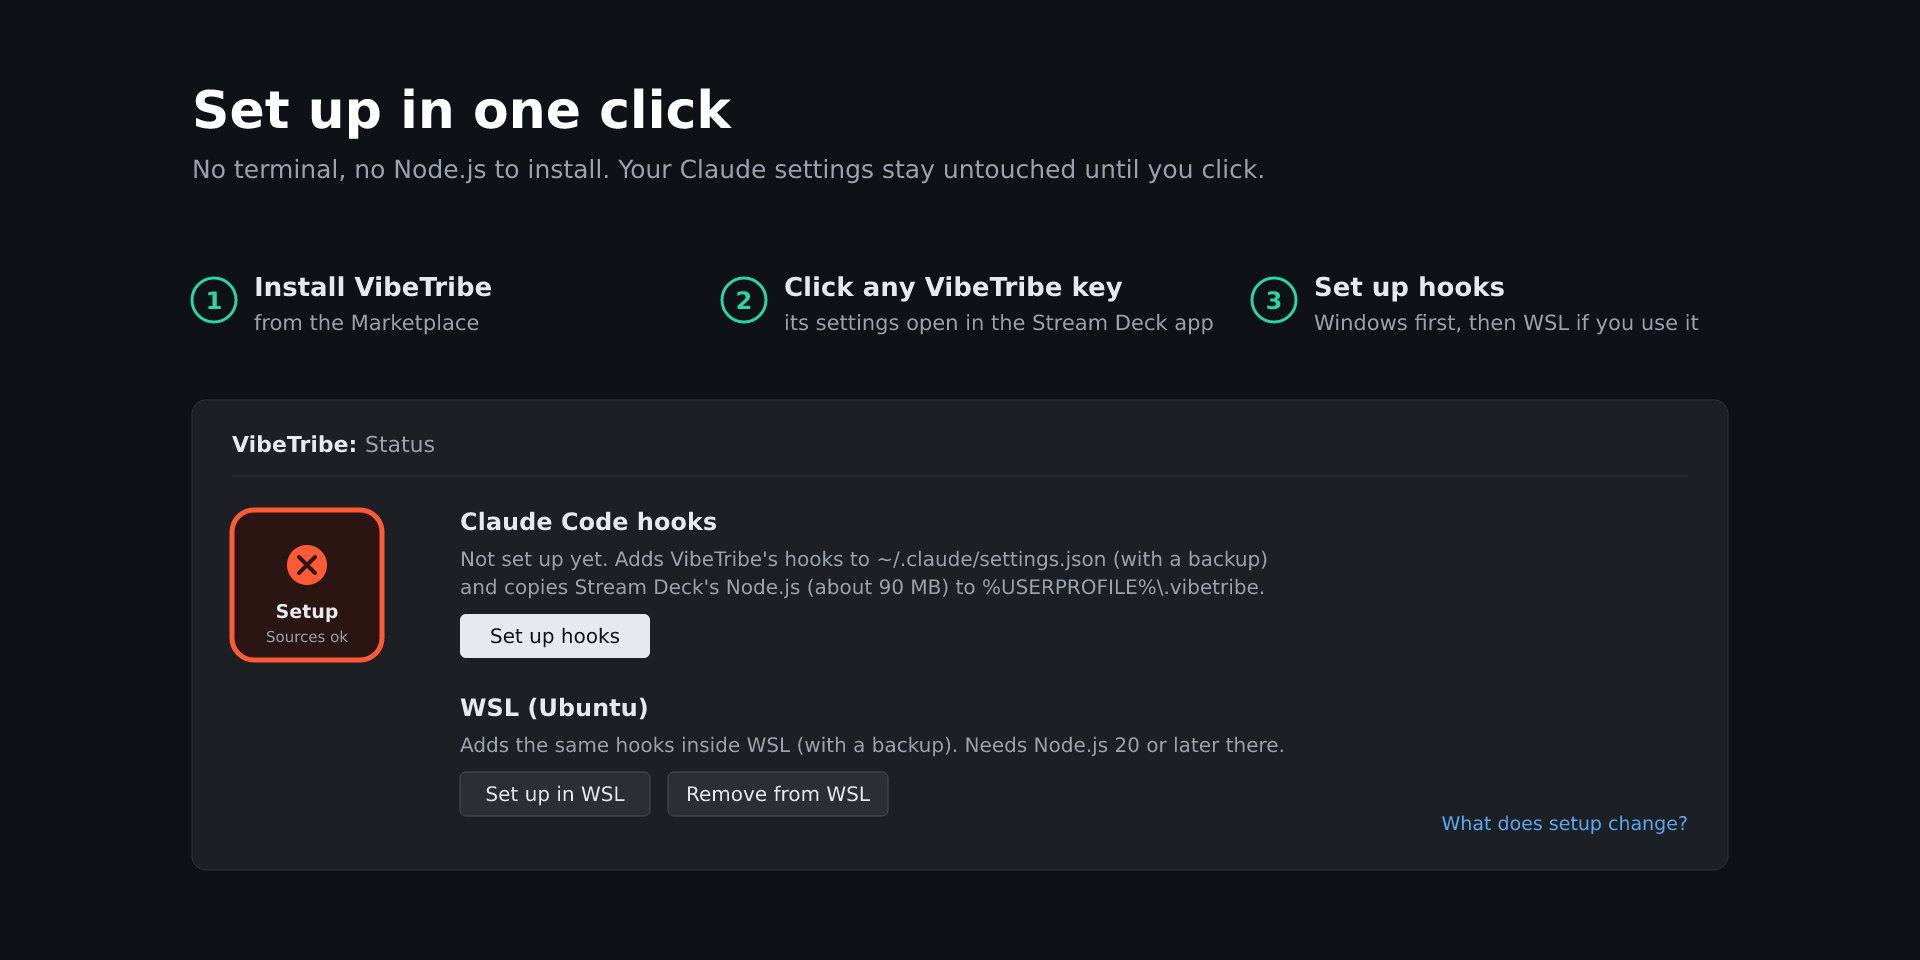 Set up in one click
No terminal, no Node.js to install. Your Claude settings stay untouched until you click.
1
Install VibeTribe
from the Marketplace
2
Click any VibeTribe key
its settings open in the Stream Deck app
3
Set up hooks
Windows first, then WSL if you use it
VibeTribe: Status
Setup
Sources ok
Claude Code hooks
Not set up yet. Adds VibeTribe's hooks to ~/.claude/settings.json (with a backup)
and copies Stream Deck's Node.js (about 90 MB) to %USERPROFILE%\.vibetribe.
Set up hooks
WSL (Ubuntu)
Adds the same hooks inside WSL (with a backup). Needs Node.js 20 or later there.
Set up in WSL
Remove from WSL
What does setup change?